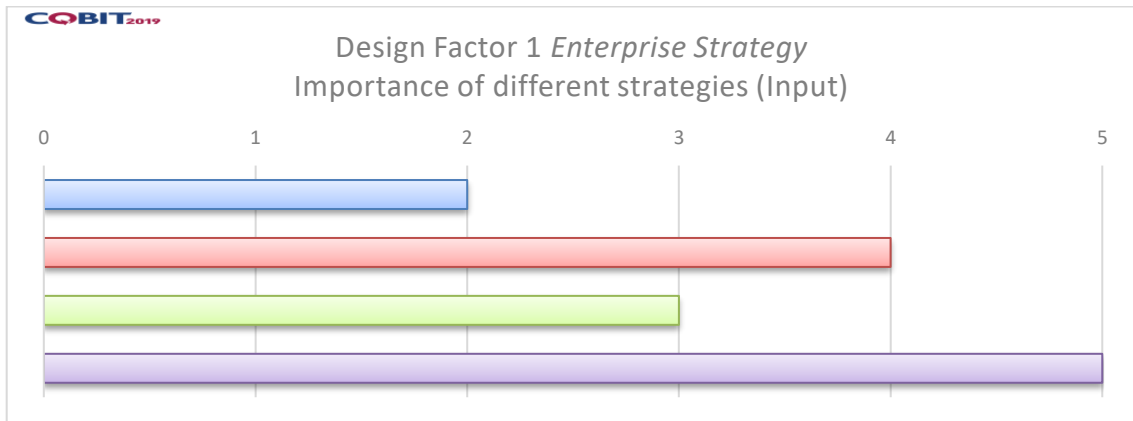 COBIT2019
Design Factor 1 Enterprise Strategy
Importance of different strategies (Input)
0 1 2 3 4 5